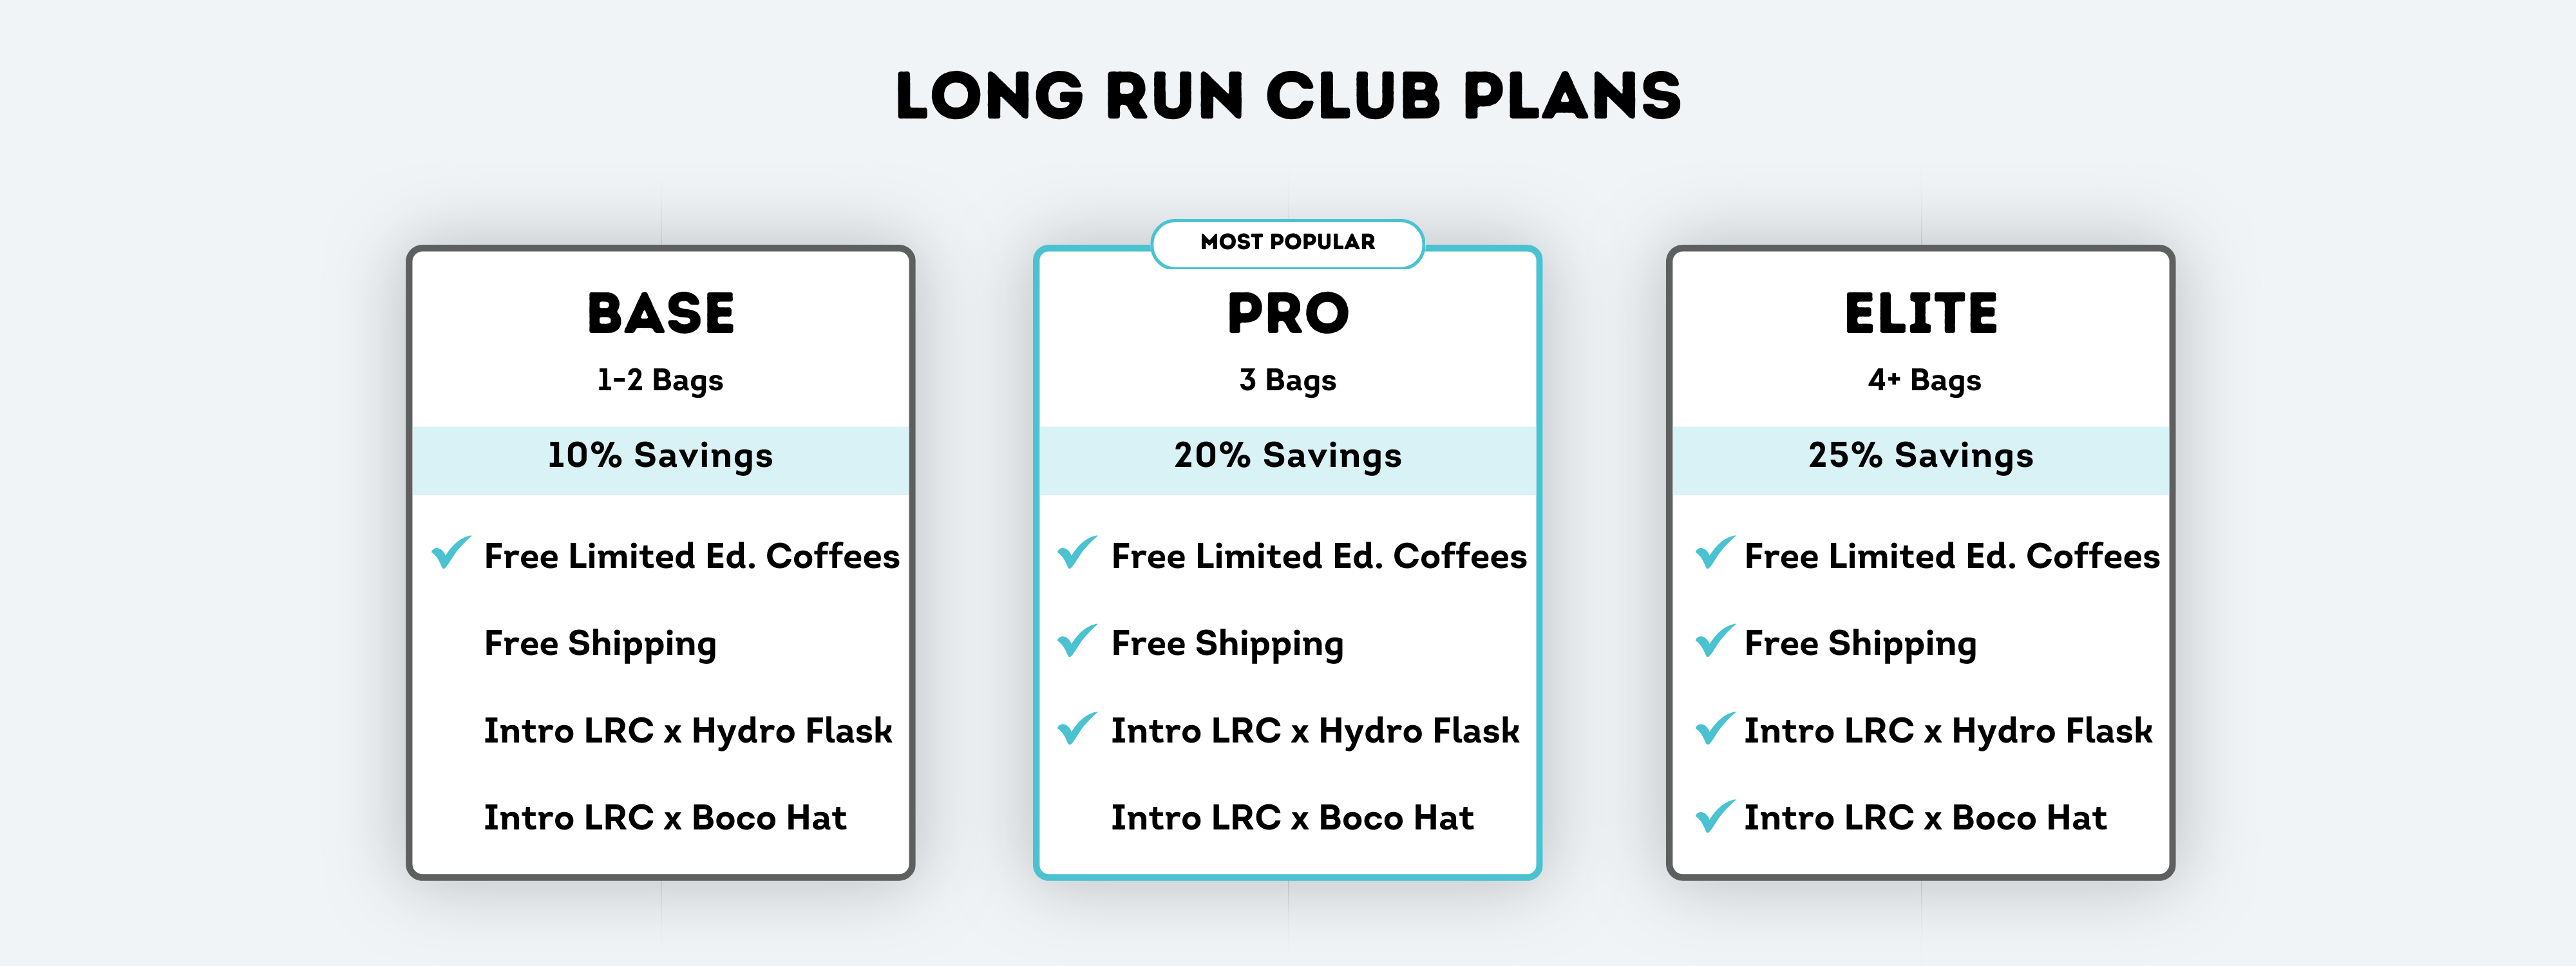 LONG RUN CLUB PLANS
BASE
1-2 Bags
10% Savings
Free Limited Ed. Coffees
Free Shipping
Intro LRC x Hydro Flask
Intro LRC x Boco Hat
MOST POPULAR
PRO
3 Bags
20% Savings
Free Limited Ed. Coffees
Free Shipping
Intro LRC x Hydro Flask
Intro LRC x Boco Hat
ELITE
4+ Bags
25% Savings
Free Limited Ed. Coffees
Free Shipping
Intro LRC x Hydro Flask
Intro LRC x Boco Hat